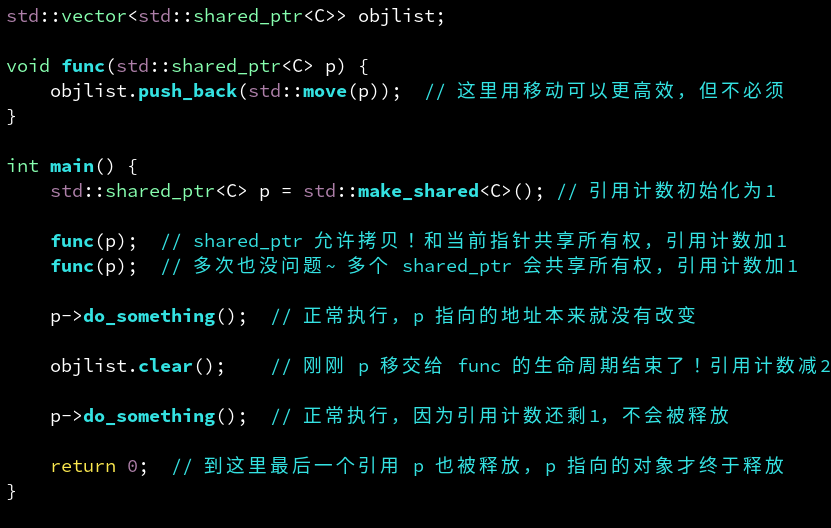 std::vector<std::shared_ptr<C>> objlist;
void func(std::shared_ptr<C> p) {
    objlist.push_back(std::move(p));  // 这里用移动可以更高效，但不必须
}
int main() {
    std::shared_ptr<C> p = std::make_shared<C>(); // 引用计数初始化为1
    func(p);  // shared_ptr 允许拷贝！和当前指针共享所有权，引用计数加1
    func(p);  // 多次也没问题~ 多个 shared_ptr 会共享所有权，引用计数加1
    p->do_something();  // 正常执行，p 指向的地址本来就没有改变
    objlist.clear();    // 刚刚 p 移交给 func 的生命周期结束了！引用计数减2
    p->do_something();  // 正常执行，因为引用计数还剩1，不会被释放
    return 0;  // 到这里最后一个引用 p 也被释放，p 指向的对象才终于释放
}